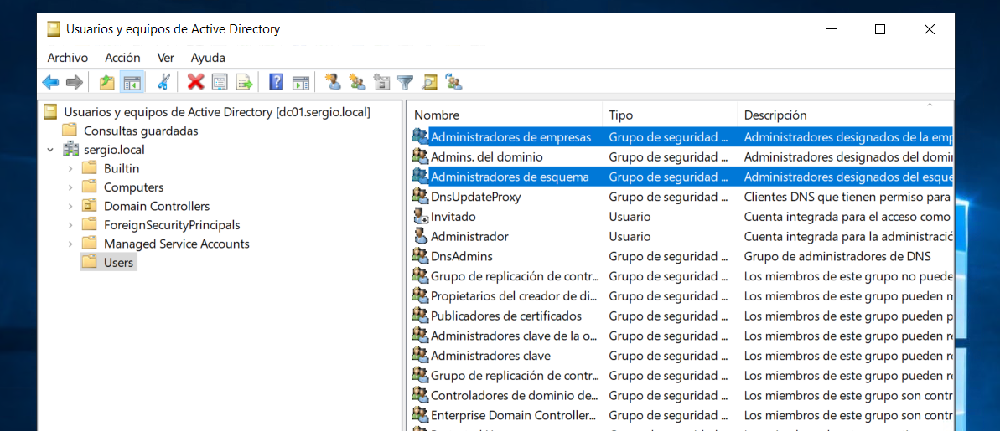 Usuarios y equipos de Active Directory
Archivo Acción Ver Ayuda
Usuarios y equipos de Active Directory [dc01.sergio.local]
Consultas guardadas
sergio.local
Builtin
Computers
Domain Controllers
ForeignSecurityPrincipals
Managed Service Accounts
Users
Nombre Tipo Descripción
Administradores de empresas Grupo de seguridad ... Administradores designados de la emp
Admins. del dominio Grupo de seguridad ... Administradores designados del domi
Administradores de esquema Grupo de seguridad ... Administradores designados del esque
DnsUpdateProxy Grupo de seguridad ... Clientes DNS que tienen permiso para
Invitado Usuario Cuenta integrada para el acceso como
Administrador Usuario Cuenta integrada para la administració
DnsAdmins Grupo de seguridad ... Grupo de administradores de DNS
Grupo de replicación de contr... Grupo de seguridad ... Los miembros de este grupo no puede
Propietarios del creador de di... Grupo de seguridad ... Los miembros de este grupo pueden m
Publicadores de certificados Grupo de seguridad ... Los miembros de este grupo pueden p
Administradores clave de la o... Grupo de seguridad ... Los miembros de este grupo pueden re
Administradores clave Grupo de seguridad ... Los miembros de este grupo pueden re
Grupo de replicación de contr... Grupo de seguridad ... Los miembros de este grupo pueden re
Controladores de dominio de... Grupo de seguridad ... Los miembros de este grupo son contr
Enterprise Domain Controller... Grupo de seguridad ... Los miembros de este grupo son contr